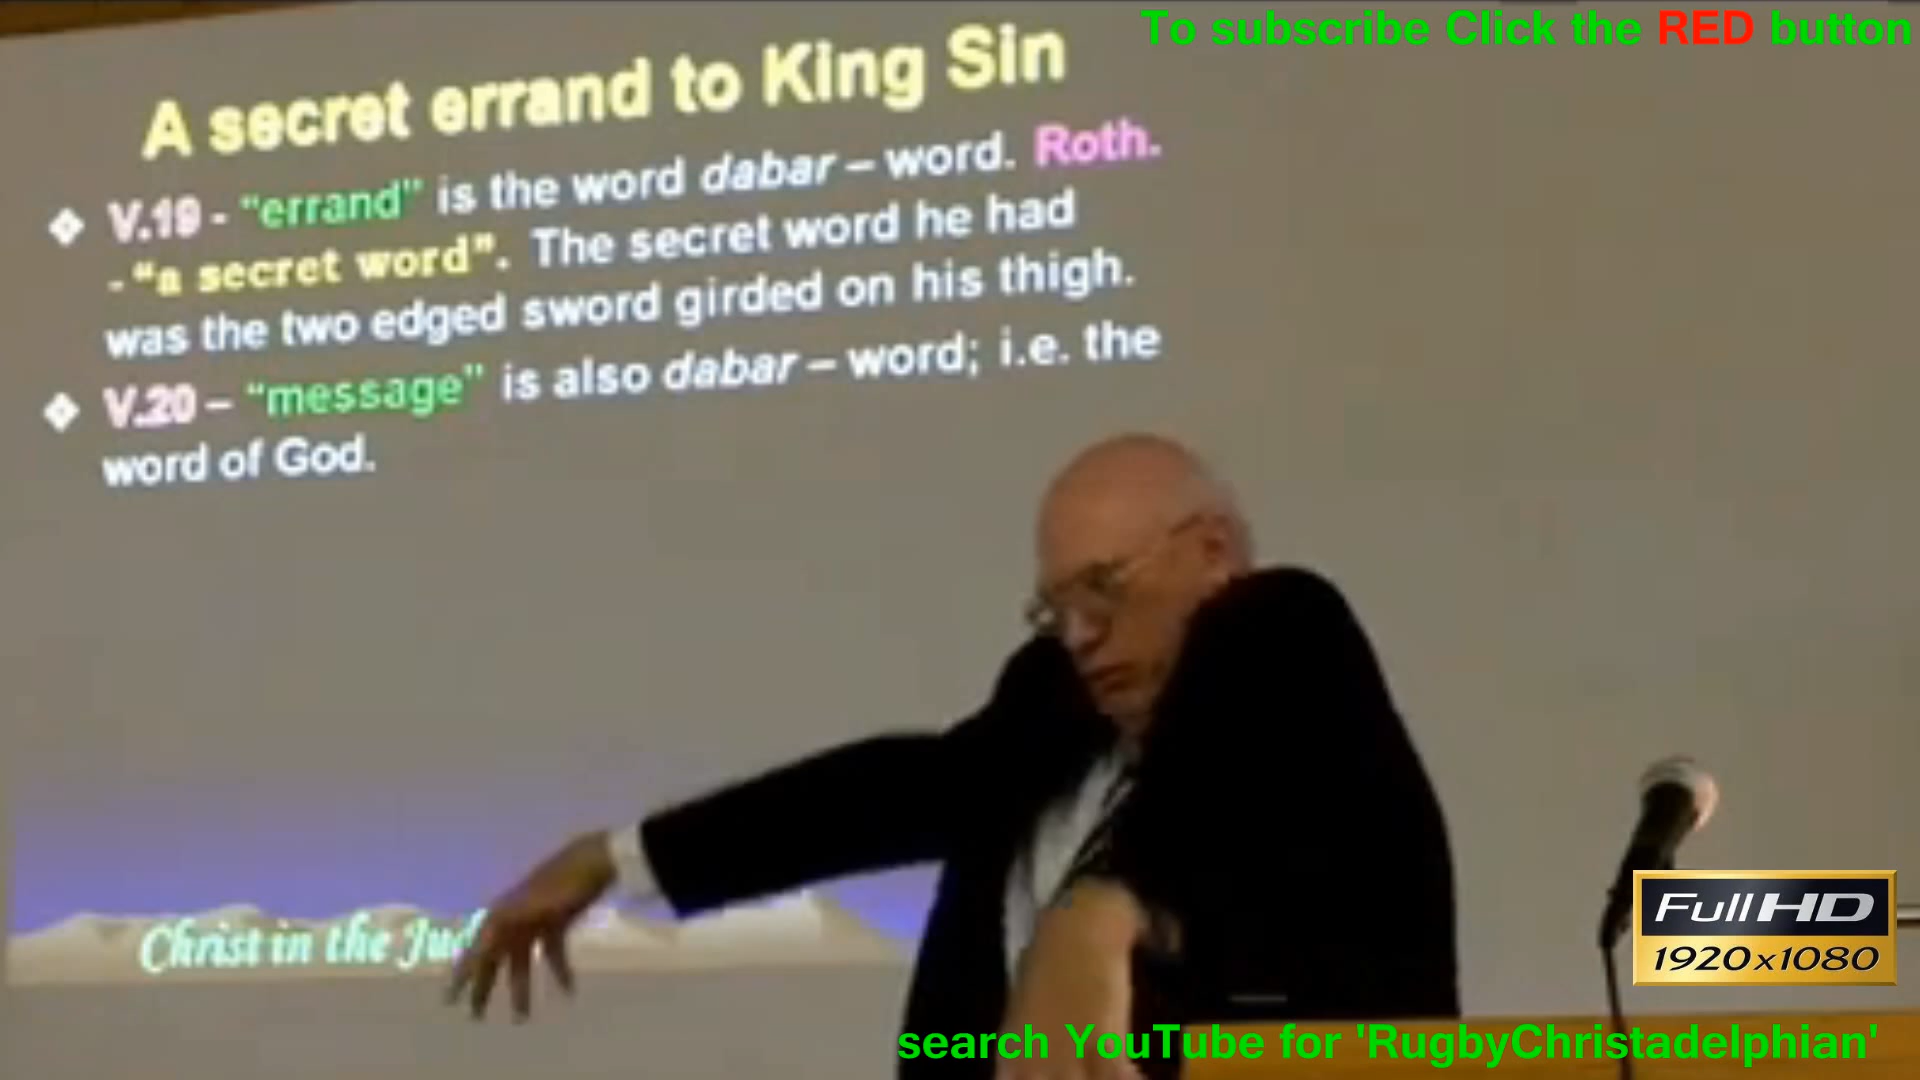 To subscribe Click the RED button
A secret errand to King Sin
❖ V.19 - "errand" is the word dabar – word. Roth.
- "a secret word". The secret word he had
was the two edged sword girded on his thigh.
❖ V.20 – "message" is also dabar – word; i.e. the
word of God.
Christ in the Jud
Full HD
1920x1080
search YouTube for 'RugbyChristadelphian'